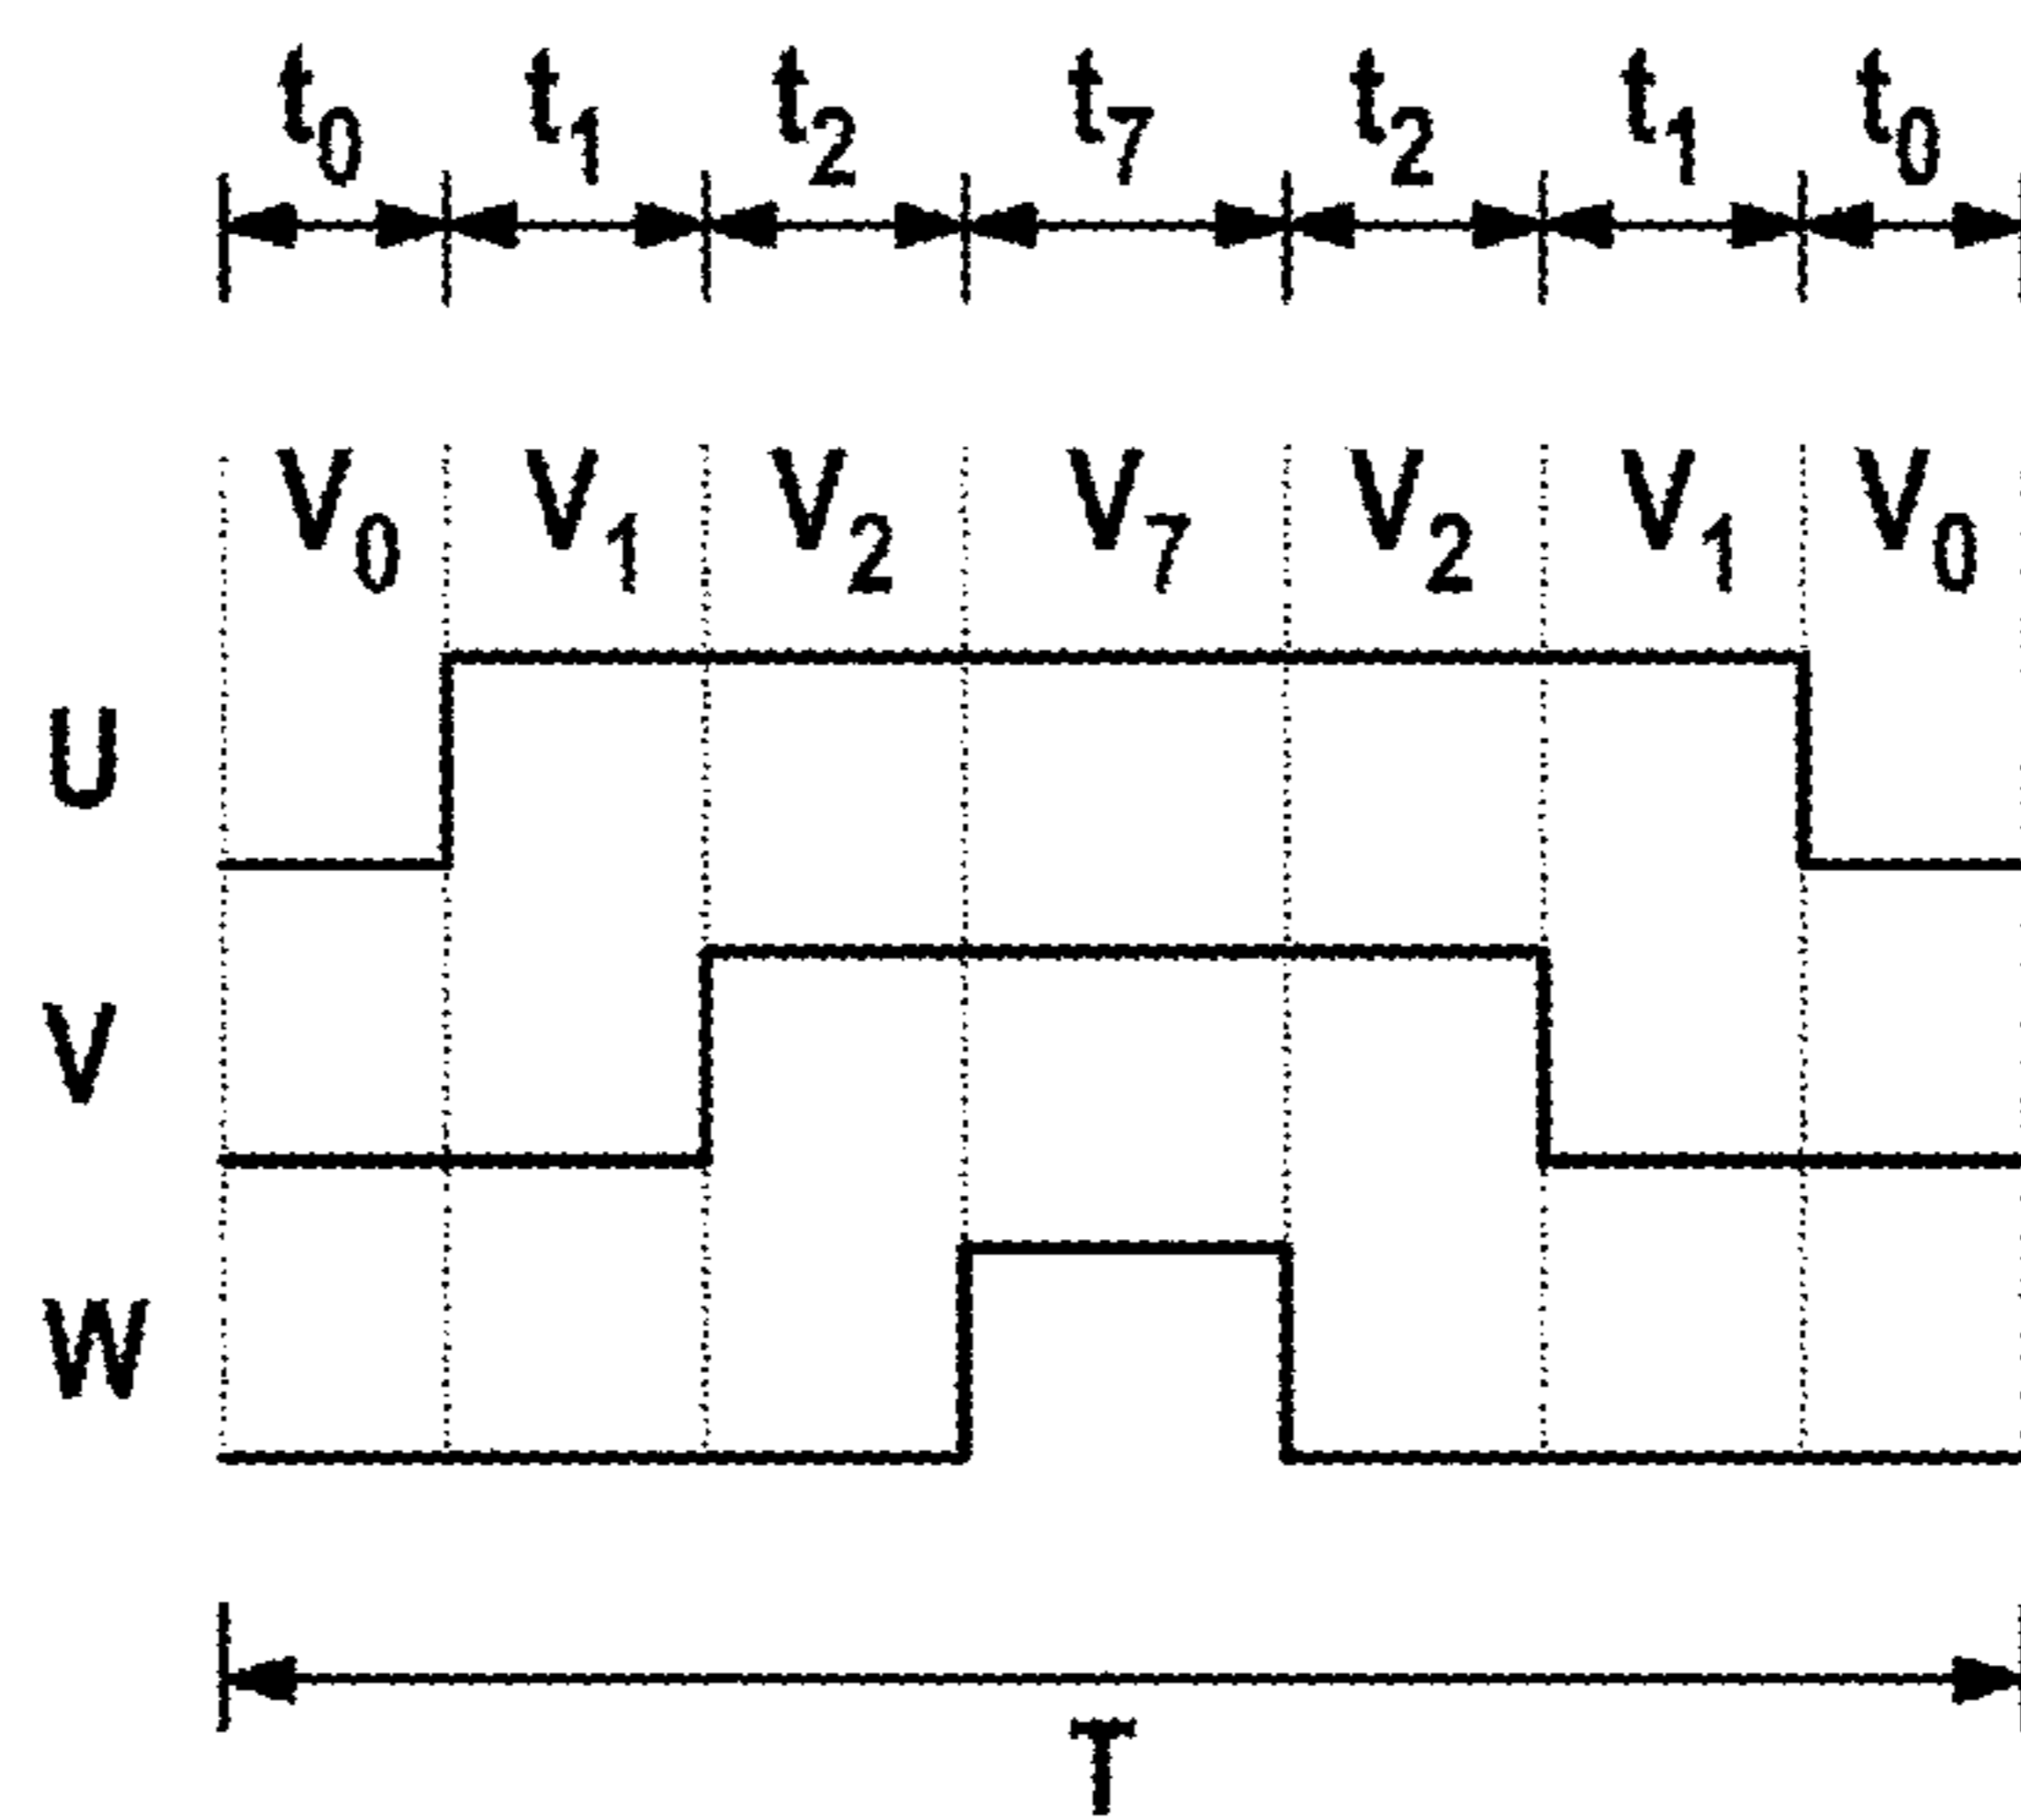 t₀ t₁ t₂ t₇ t₂ t₁ t₀
V₀ V₁ V₂ V₇ V₂ V₁ V₀
U
V
W
T